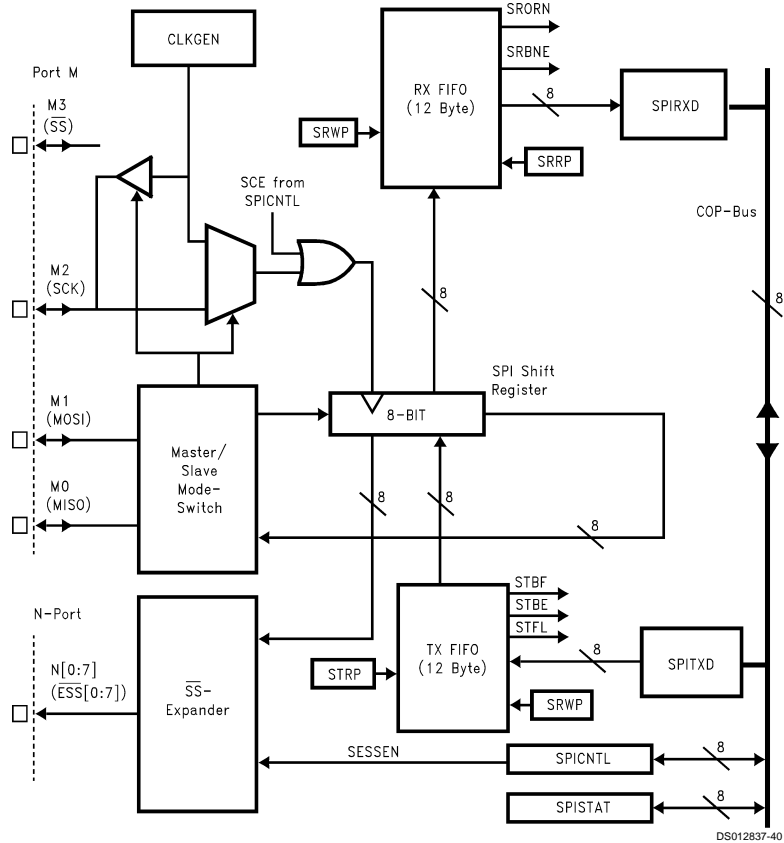 CLKGEN
Port M
M3
(SS)
SCE from
SPICNTL
M2
(SCK)
M1
(MOSI)
M0
(MISO)
Master/
Slave
Mode-
Switch
RX FIFO
(12 Byte)
SRORN
SRBNE
8
SPIRXD
SRWP
SRRP
COP-Bus
8
8
SPI Shift
Register
8-BIT
8
8
8
N-Port
N[0:7]
(ESS[0:7])
SS-
Expander
TX FIFO
(12 Byte)
STBF
STBE
STFL
8
SPITXD
STRP
SRWP
SESSEN
SPICNTL
8
SPISTAT
8
DS012837-40